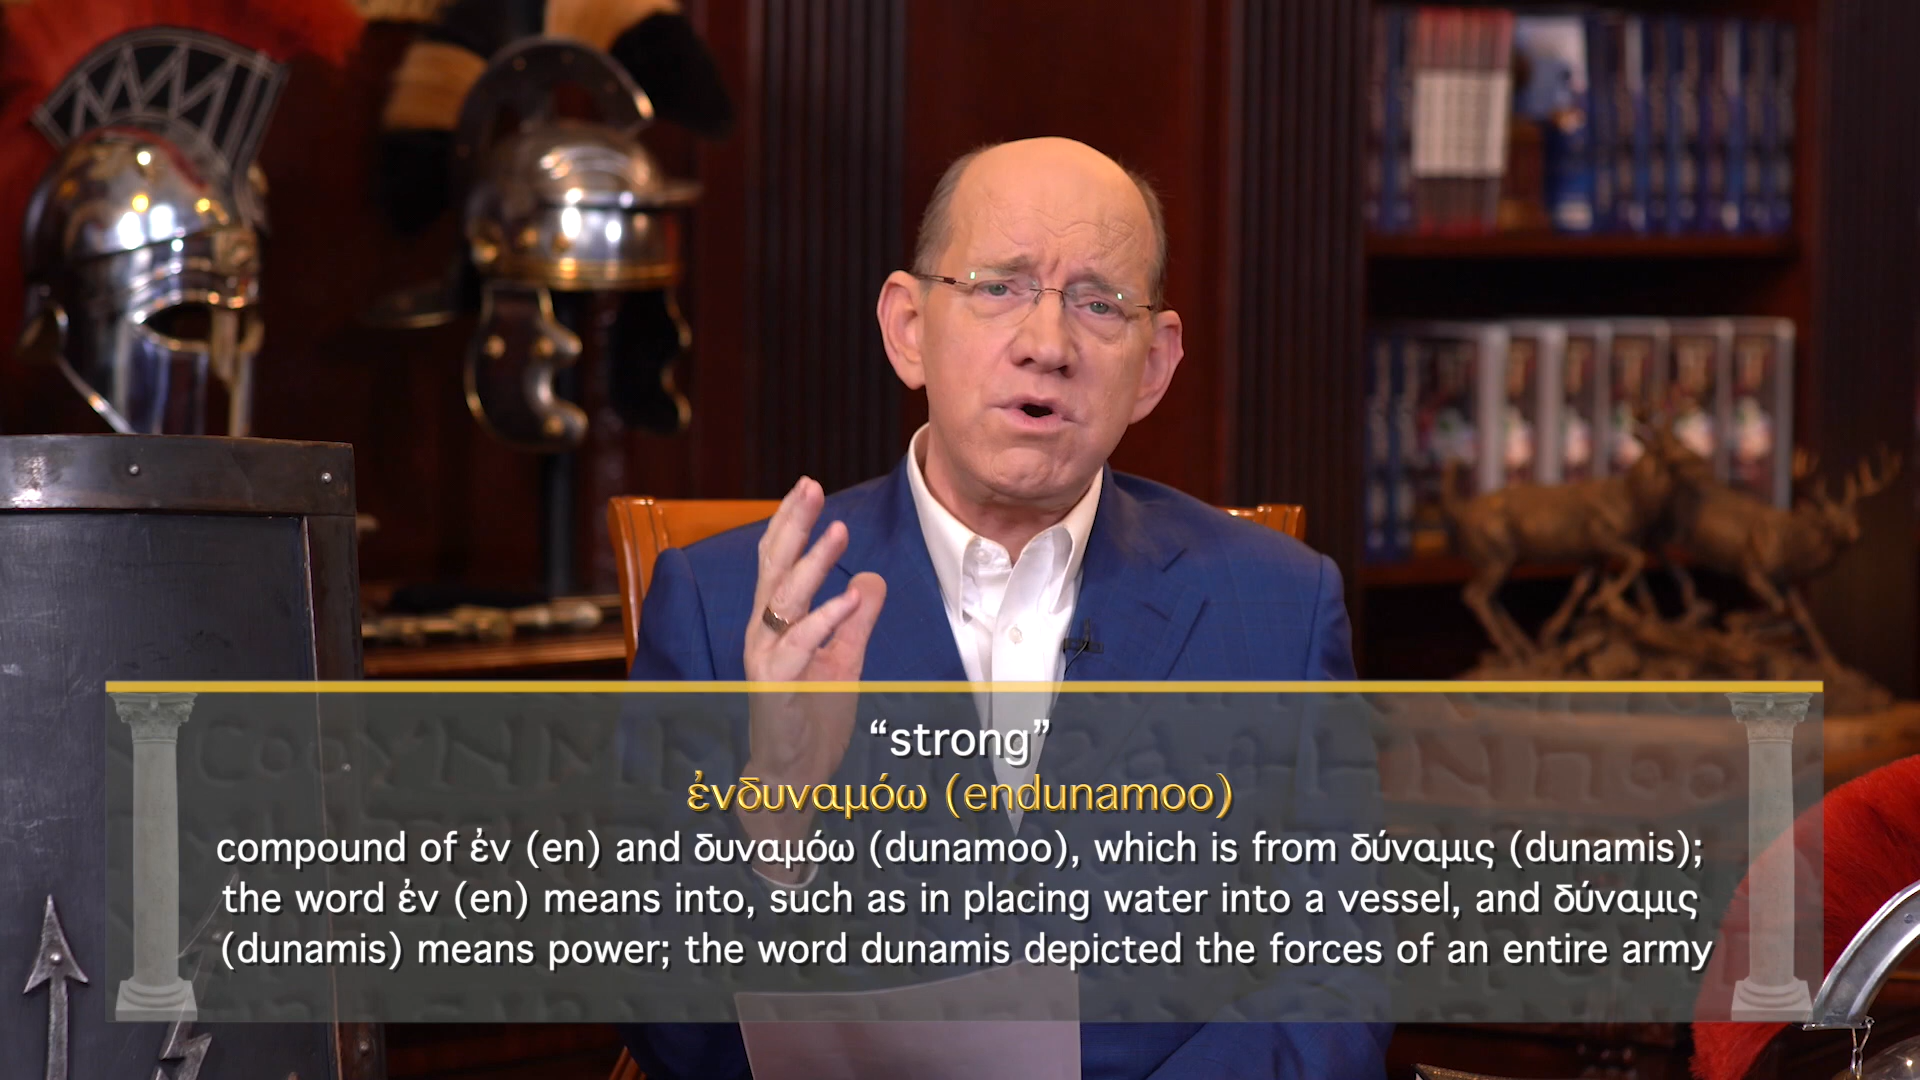 “strong”
ἐνδυναμόω (endunamoo)
compound of ἐν (en) and δυναμόω (dunamoo), which is from δύναμις (dunamis);
the word ἐν (en) means into, such as in placing water into a vessel, and δύναμις
(dunamis) means power; the word dunamis depicted the forces of an entire army